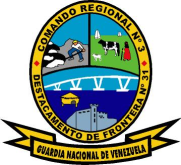 COMANDO REGIONAL Nº 3
DESTACAMENTO DE FRONTERA Nº 31
GUARDIA NACIONAL DE VENEZUELA